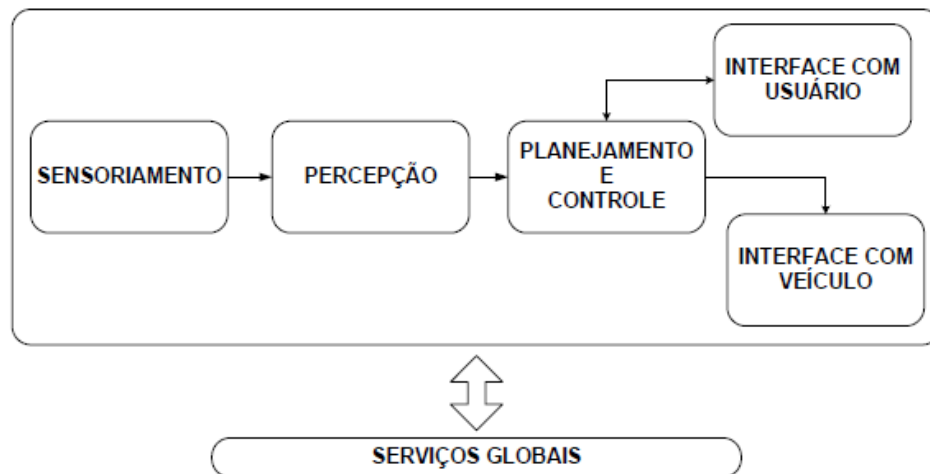 INTERFACE COM
USUÁRIO
SENSORIAMENTO
PERCEPÇÃO
PLANEJAMENTO
E
CONTROLE
INTERFACE COM
VEÍCULO
SERVIÇOS GLOBAIS